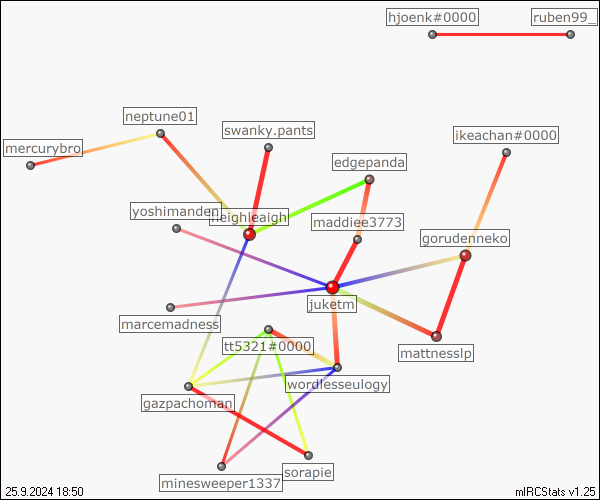 hjoenk#0000
ruben99_
neptune01
swanky.pants
ikeachan#0000
mercurybro
edgepanda
yoshimanden
neighleaigh
maddiee3773
gorudenneko
juketm
marcemadness
tt5321#0000
mattnesslp
wordlesseulogy
gazpachoman
sorapie
minesweeper1337
25.9.2024 18:50
mIRCStats v1.25